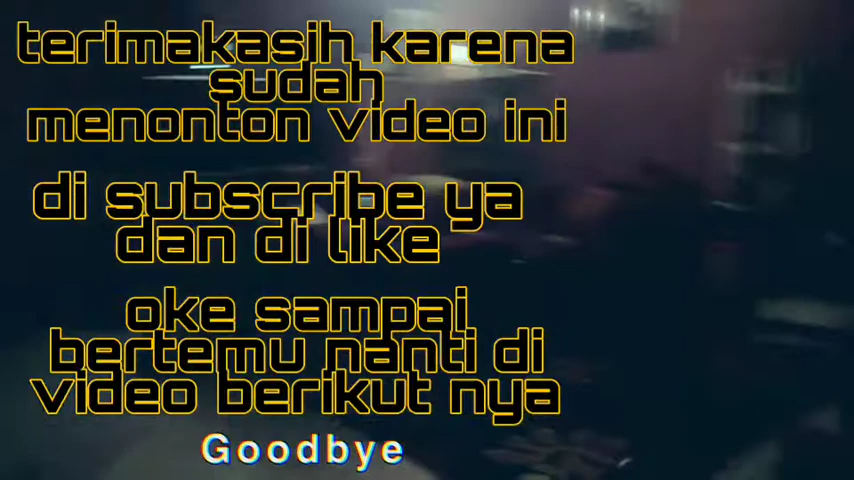 terimakasih karena
sudah
menonton video ini
di subscribe ya
dan di like
oke sampai
bertemu nanti di
video berikut nya
Goodbye